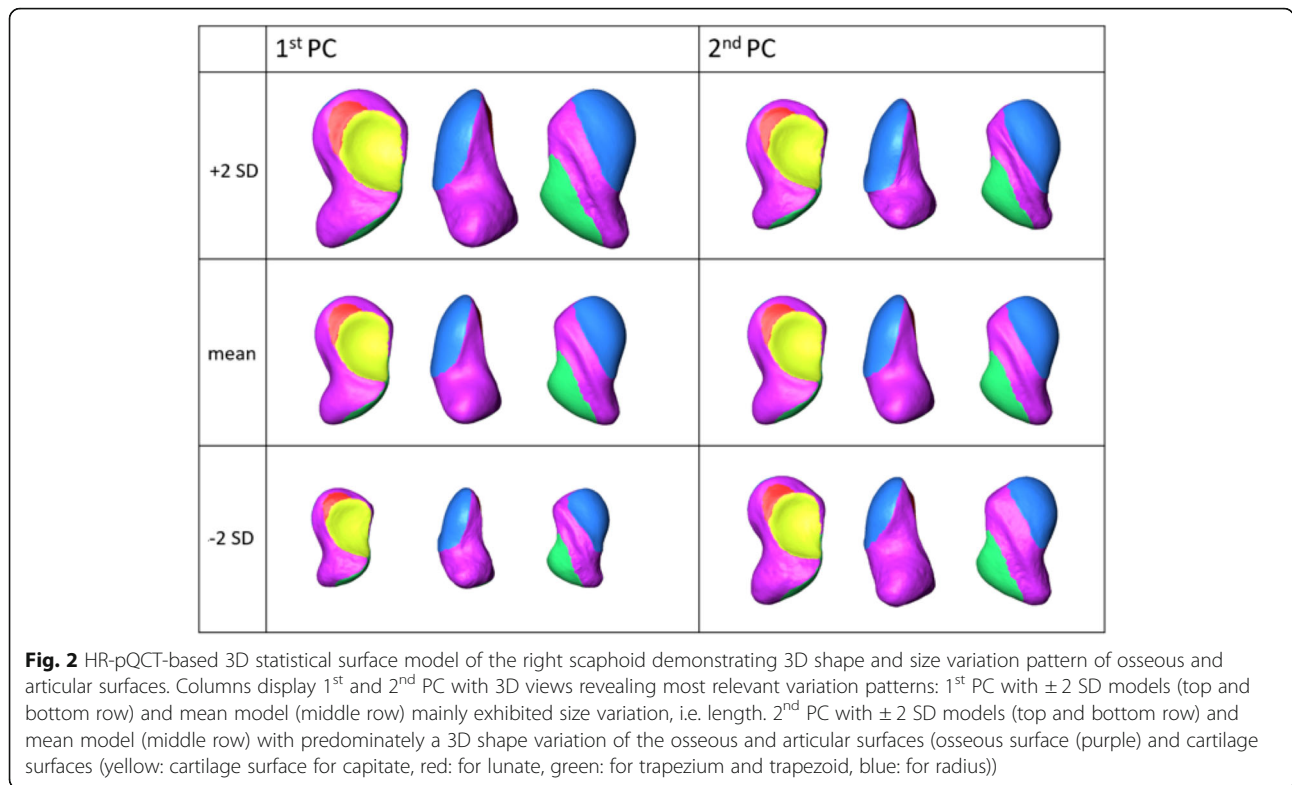 1st PC 2nd PC
+2 SD
mean
-2 SD
Fig. 2 HR-pQCT-based 3D statistical surface model of the right scaphoid demonstrating 3D shape and size variation pattern of osseous and
articular surfaces. Columns display 1st and 2nd PC with 3D views revealing most relevant variation patterns: 1st PC with ± 2 SD models (top and
bottom row) and mean model (middle row) mainly exhibited size variation, i.e. length. 2nd PC with ± 2 SD models (top and bottom row) and
mean model (middle row) with predominately a 3D shape variation of the osseous and articular surfaces (osseous surface (purple) and cartilage
surfaces (yellow: cartilage surface for capitate, red: for lunate, green: for trapezium and trapezoid, blue: for radius))